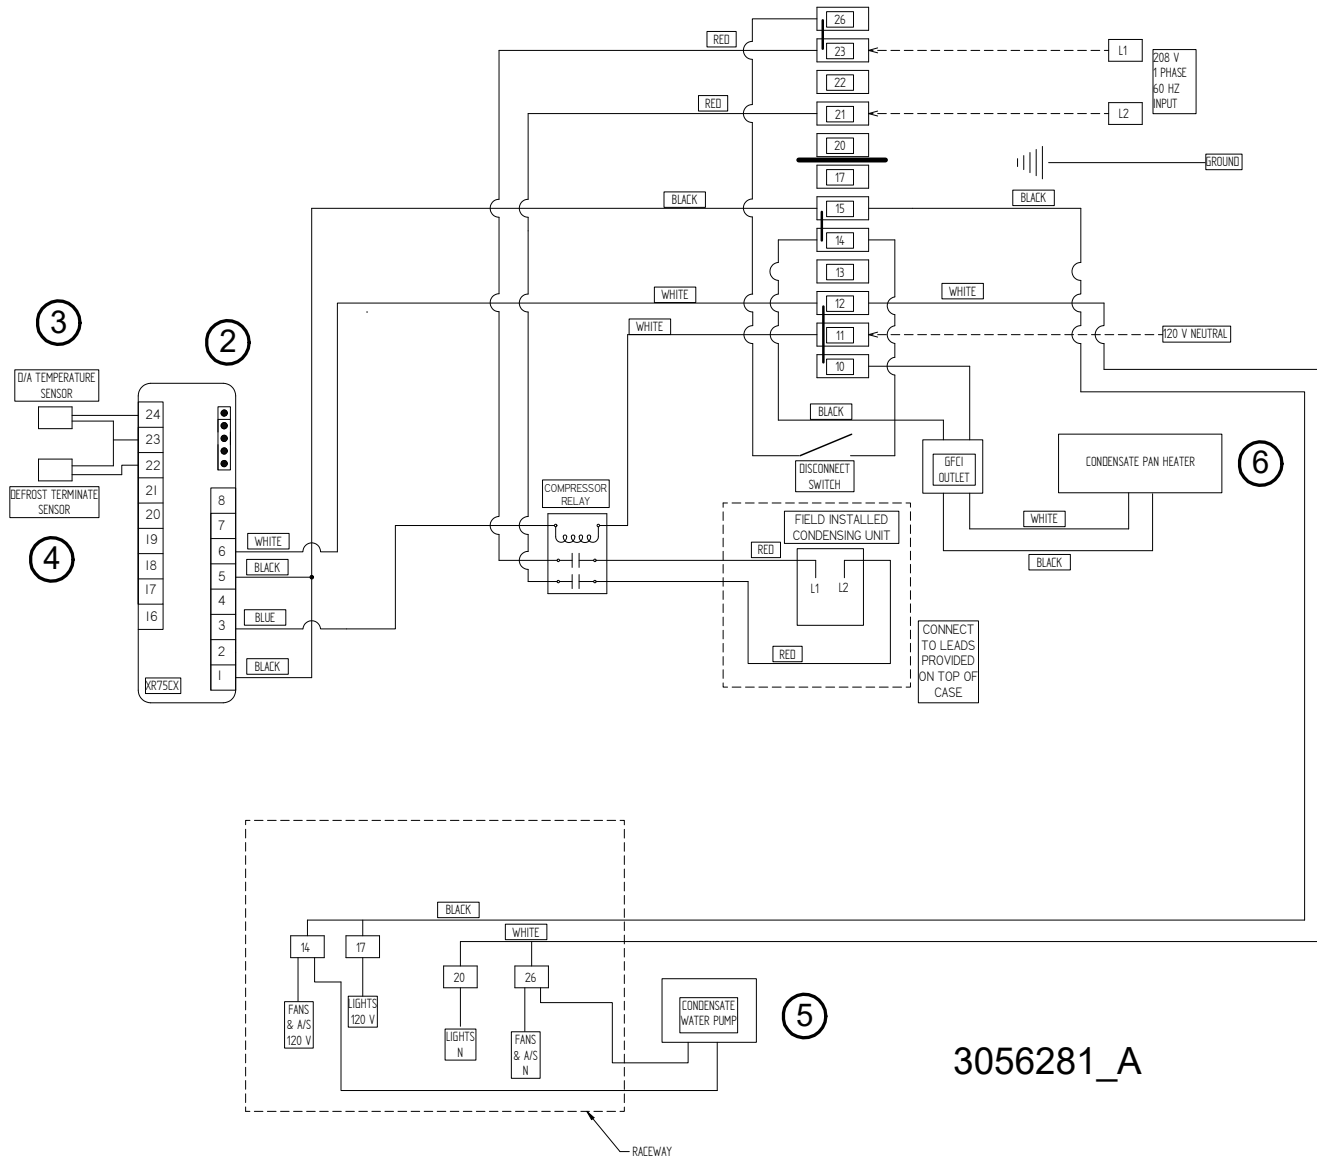 26
RED
23
L1
208 V
1 PHASE
60 HZ
INPUT
22
RED
21
L2
20
GROUND
17
BLACK
15
BLACK
14
13
WHITE
12
WHITE
WHITE
11
120 V NEUTRAL
10
3
2
D/A TEMPERATURE
SENSOR
24
23
22
21
20
19
18
17
16
DEFROST TERMINATE
SENSOR
4
8
7
6
5
4
3
2
1
WHITE
BLACK
BLUE
BLACK
XR75CX
BLACK
DISCONNECT
SWITCH
GFCI
OUTLET
CONDENSATE PAN HEATER
6
COMPRESSOR
RELAY
FIELD INSTALLED
CONDENSING UNIT
RED
L1
L2
RED
WHITE
BLACK
CONNECT
TO LEADS
PROVIDED
ON TOP OF
CASE
BLACK
WHITE
14
17
20
26
FANS
& A/S
120 V
LIGHTS
120 V
LIGHTS
N
FANS
& A/S
N
CONDENSATE
WATER PUMP
5
3056281_A
RACEWAY